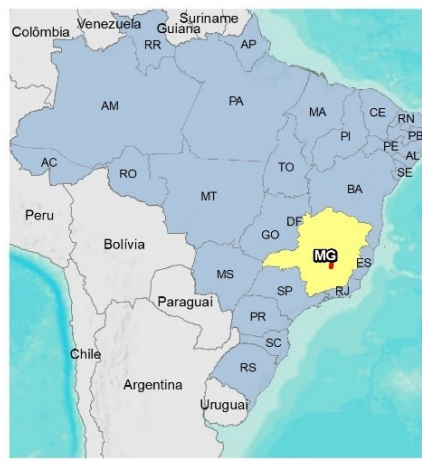 Colômbia
Venezuela
Suriname
Guiana
RR
AP
AM
PA
MA
CE
RN
PI
PB
PE
AL
SE
AC
RO
TO
MT
BA
Peru
Bolívia
GO
DF
MG
ES
MS
SP
RJ
Paraguai
PR
SC
Chile
RS
Argentina
Uruguai